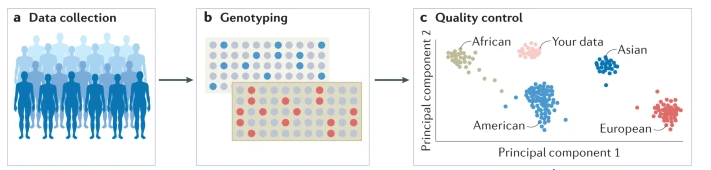 a Data collection
b Genotyping
c Quality control
African
Your data
Asian
American
European
Principal component 2
Principal component 1